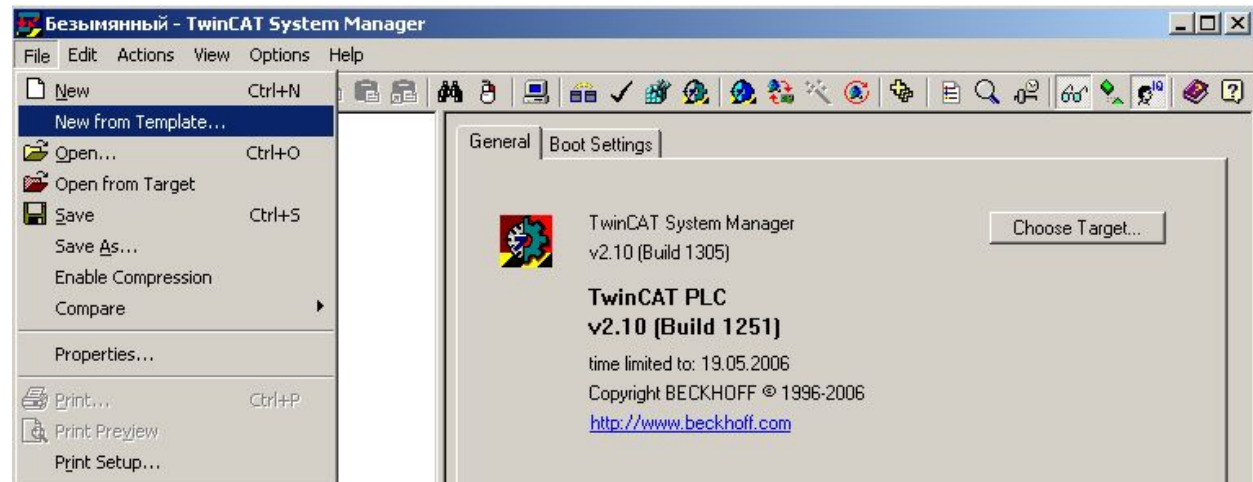 Безымянный - TwinCAT System Manager
File Edit Actions View Options Help
New Ctrl+N
New from Template...
Open... Ctrl+O
Open from Target
Save Ctrl+S
Save As...
Enable Compression
Compare
Properties...
Print... Ctrl+P
Print Preview
Print Setup...
General Boot Settings
TwinCAT System Manager
v2.10 (Build 1305)
Choose Target...
TwinCAT PLC
v2.10 (Build 1251)
time limited to: 19.05.2006
Copyright BECKHOFF © 1996-2006
http://www.beckhoff.com